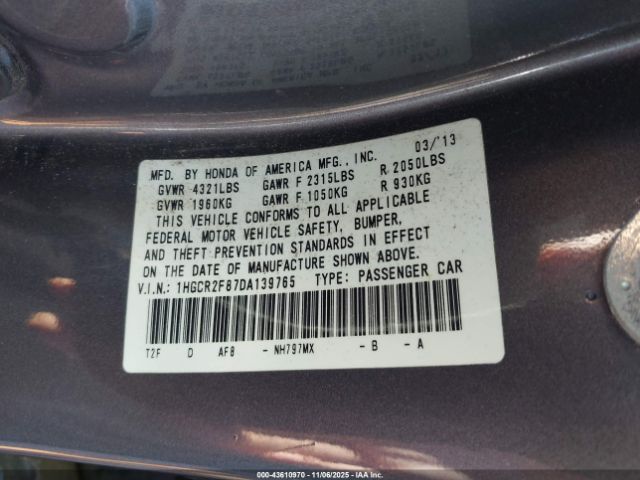 MFD. BY HONDA OF AMERICA MFG., INC. 03/'13
GVWR 4321LBS GAWR F 2315LBS R 2050LBS
GVWR 1960KG GAWR F 1050KG R 930KG
THIS VEHICLE CONFORMS TO ALL APPLICABLE
FEDERAL MOTOR VEHICLE SAFETY, BUMPER,
AND THEFT PREVENTION STANDARDS IN EFFECT
ON THE DATE OF MANUFACTURE SHOWN ABOVE.
V.I.N.: 1HGCR2F87DA139765 TYPE: PASSENGER CAR
T2F D AF8 - NH797MX - B - A
000-43610970 11/06/2025 IAAI Inc. (C)